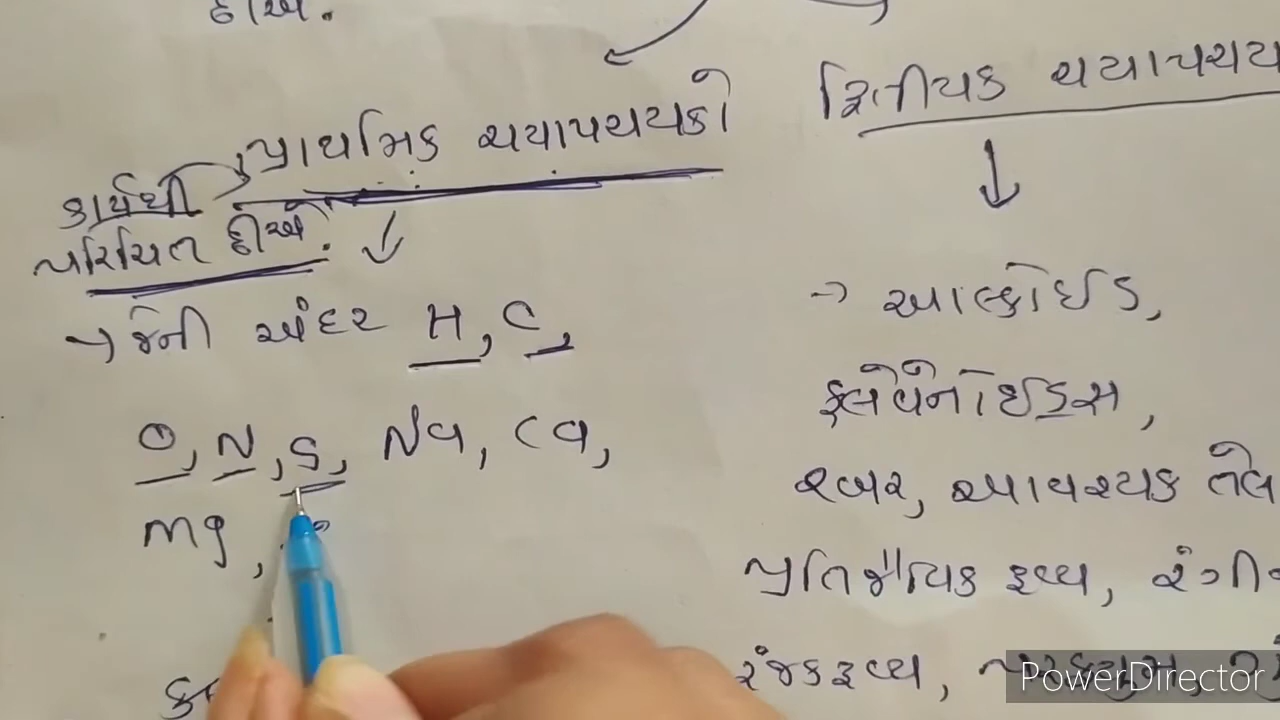 છીએ.
પ્રાથમિક ચયાપચયકો
કાર્યથી
પરિચિત છીએ.
→ જેની અંદર H, C,
O, N, S, Na, Ca,
Mg,
દ્વિતીયક ચયાપચય
→ આલ્કોઈડ,
ફ્લેવેનોઈડસ,
રબર, આવશ્યક તેલ
પ્રતિજૈવિક દ્રવ્ય,
રંજકદ્રવ્ય,
PowerDirector